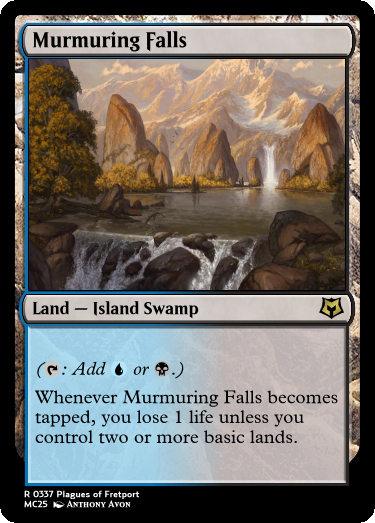 Murmuring Falls
Land — Island Swamp
(: Add or .)
Whenever Murmuring Falls becomes
tapped, you lose 1 life unless you
control two or more basic lands.
R 0337 Plagues of Fretport
MC25 Anthony Avon